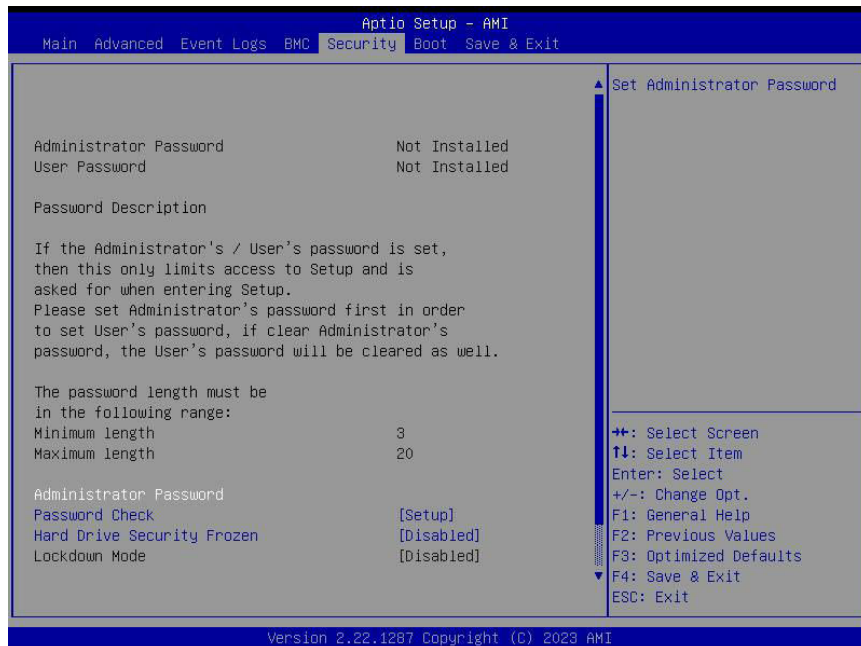 Aptio Setup - AMI
Main Advanced Event Logs BMC Security Boot Save & Exit
Administrator Password Not Installed
User Password Not Installed
Password Description
If the Administrator's / User's password is set,
then this only limits access to Setup and is
asked for when entering Setup.
Please set Administrator's password first in order
to set User's password, if clear Administrator's
password, the User's password will be cleared as well.
The password length must be
in the following range:
Minimum length 3
Maximum length 20
Administrator Password
Password Check [Setup]
Hard Drive Security Frozen [Disabled]
Lockdown Mode [Disabled]
Set Administrator Password
→←: Select Screen
↑↓: Select Item
Enter: Select
+/-: Change Opt.
F1: General Help
F2: Previous Values
F3: Optimized Defaults
F4: Save & Exit
ESC: Exit
Version 2.22.1287 Copyright (C) 2023 AMI